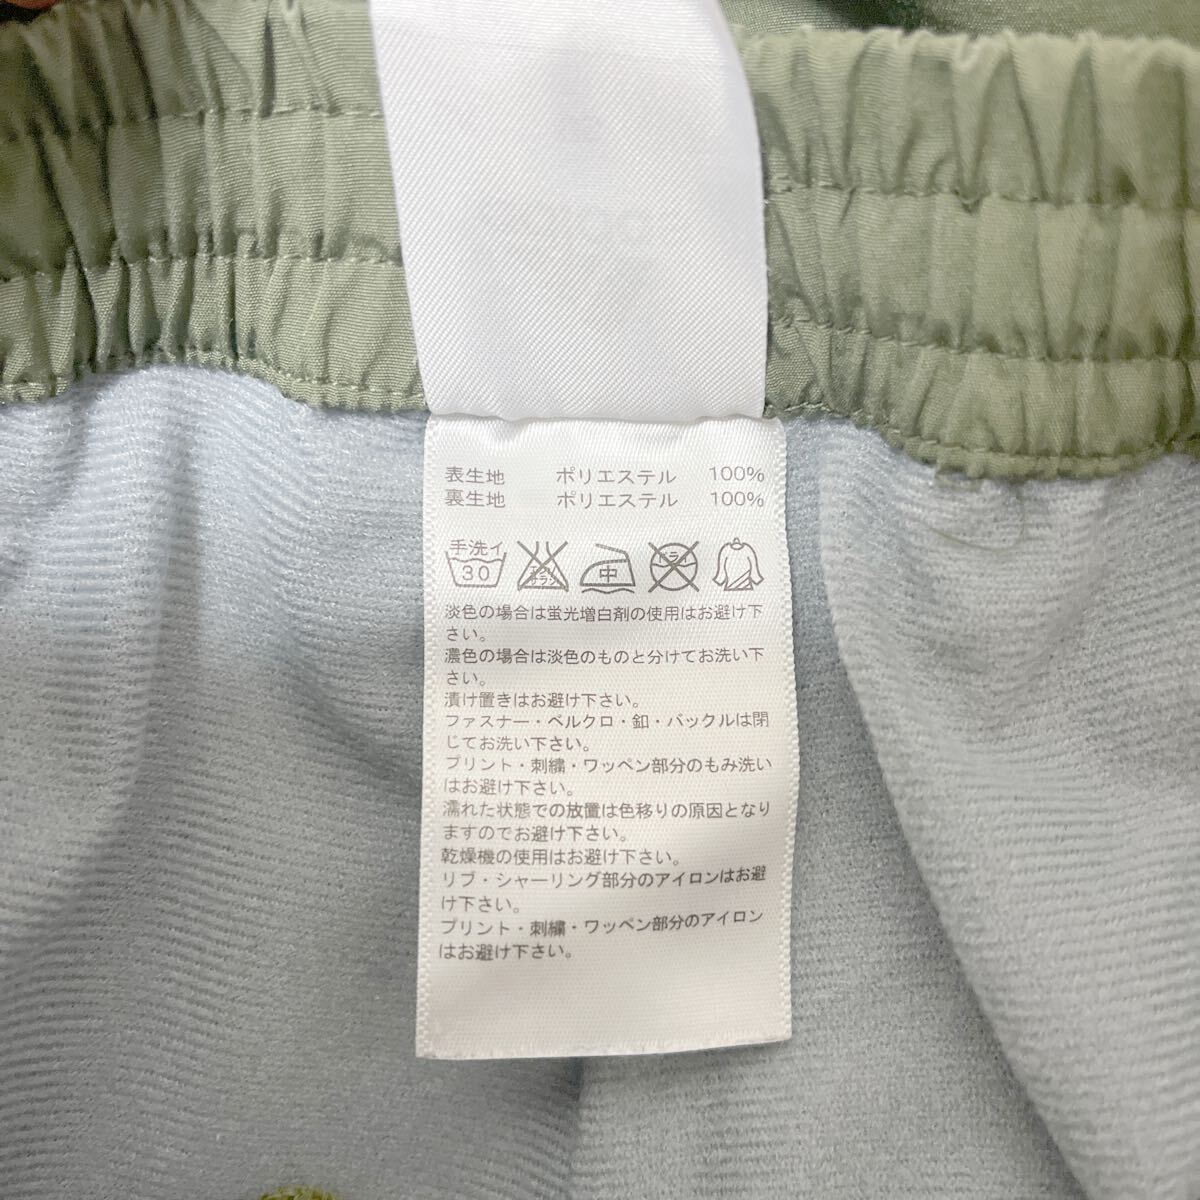 表生地 ポリエステル 100%
裏生地 ポリエステル 100%
手洗イ
30
エンソ
サラシ
中
ドライ
淡色の場合は蛍光増白剤の使用はお避け下
さい。
濃色の場合は淡色のものと分けてお洗い下
さい。
漬け置きはお避け下さい。
ファスナー・ベルクロ・釦・バックルは閉
じてお洗い下さい。
プリント・刺繍・ワッペン部分のもみ洗い
はお避け下さい。
濡れた状態での放置は色移りの原因となり
ますのでお避け下さい。
乾燥機の使用はお避け下さい。
リブ・シャーリング部分のアイロンはお避
け下さい。
プリント・刺繍・ワッペン部分のアイロン
はお避け下さい。